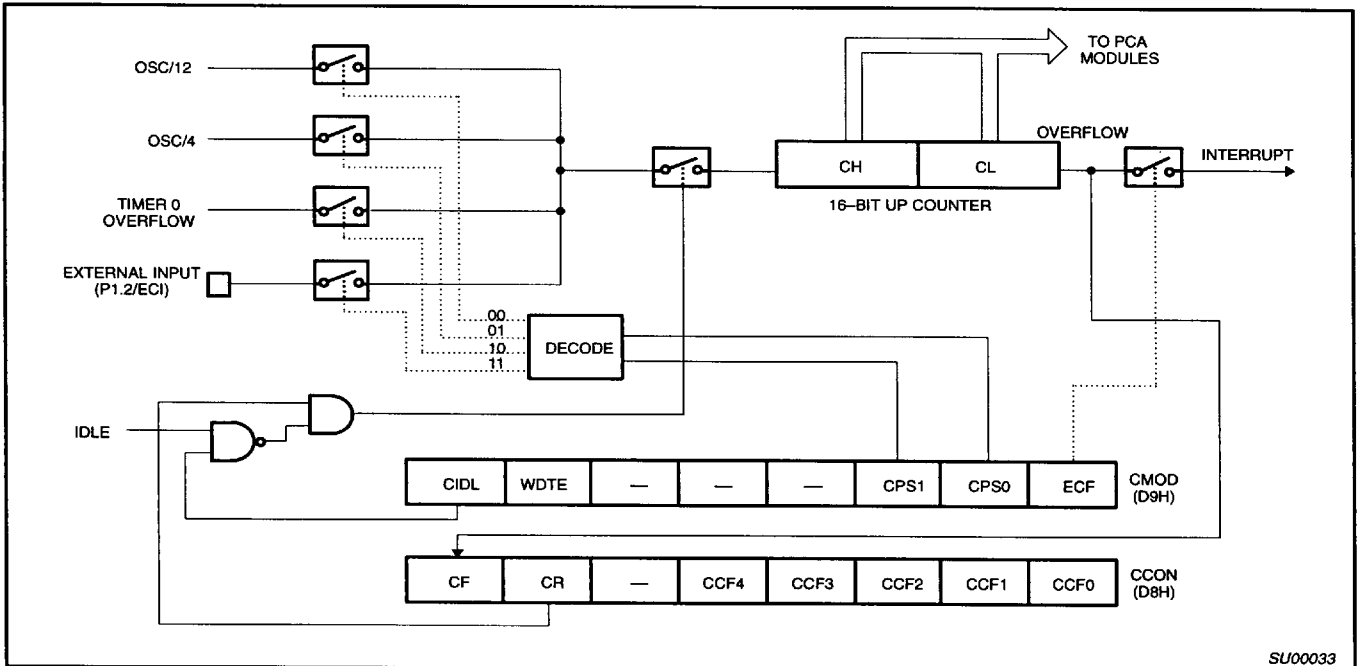 OSC/12
OSC/4
TIMER 0
OVERFLOW
EXTERNAL INPUT
(P1.2/ECI)
TO PCA
MODULES
OVERFLOW
INTERRUPT
CH
CL
16–BIT UP COUNTER
00
01
10
11
DECODE
IDLE
CIDL
WDTE
—
—
—
CPS1
CPS0
ECF
CMOD
(D9H)
CF
CR
—
CCF4
CCF3
CCF2
CCF1
CCF0
CCON
(D8H)
SU00033